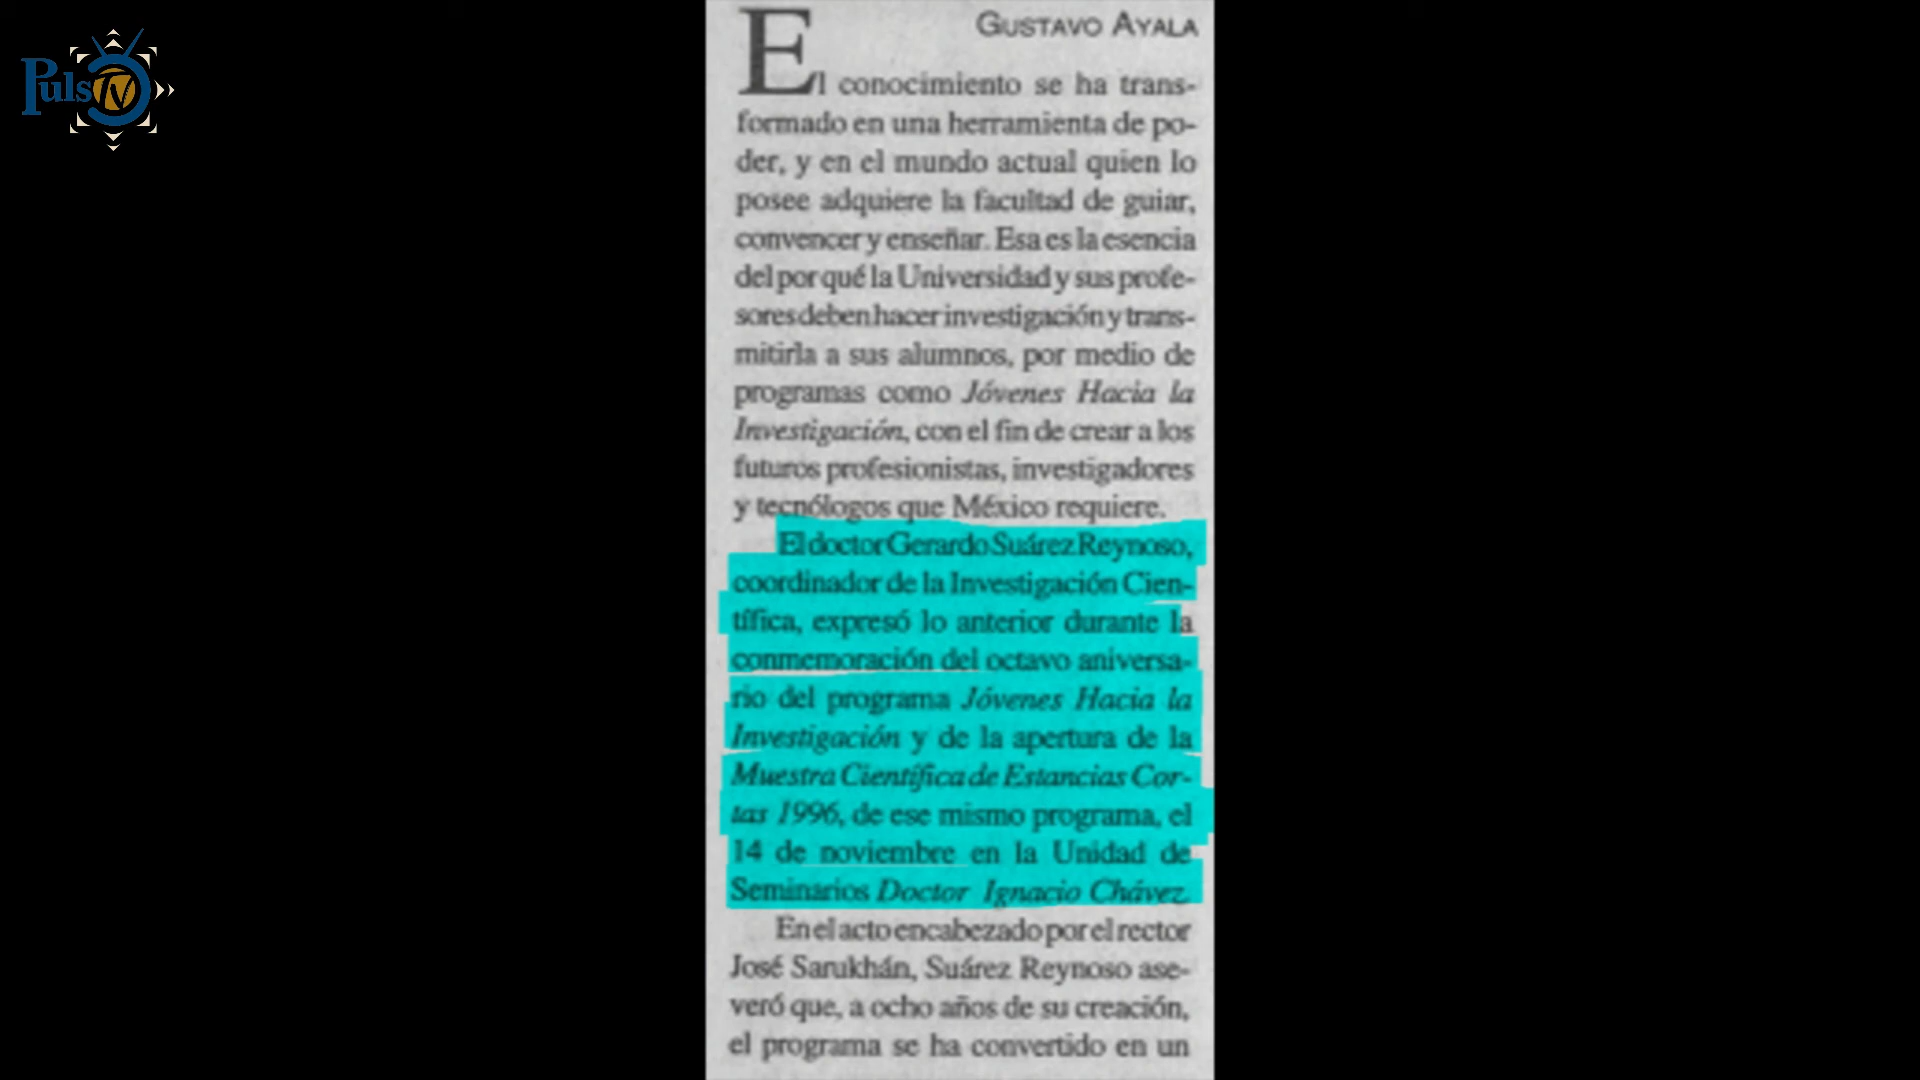 PulsTV
GUSTAVO AYALA
El conocimiento se ha trans-
formado en una herramienta de po-
der, y en el mundo actual quien lo
posee adquiere la facultad de guiar,
convencer y enseñar. Esa es la esencia
del por qué la Universidad y sus profe-
sores deben hacer investigación y trans-
mitirla a sus alumnos, por medio de
programas como Jóvenes Hacia la
Investigación, con el fin de crear a los
futuros profesionistas, investigadores
y tecnólogos que México requiere.
El doctor Gerardo Suárez Reynoso,
coordinador de la Investigación Cien-
tífica, expresó lo anterior durante la
conmemoración del octavo aniversa-
rio del programa Jóvenes Hacia la
Investigación y de la apertura de la
Muestra Científica de Estancias Cor-
tas 1996, de ese mismo programa, el
14 de noviembre en la Unidad de
Seminarios Doctor Ignacio Chávez.
En el acto encabezado por el rector
José Sarukhán, Suárez Reynoso ase-
veró que, a ocho años de su creación,
el programa se ha convertido en un